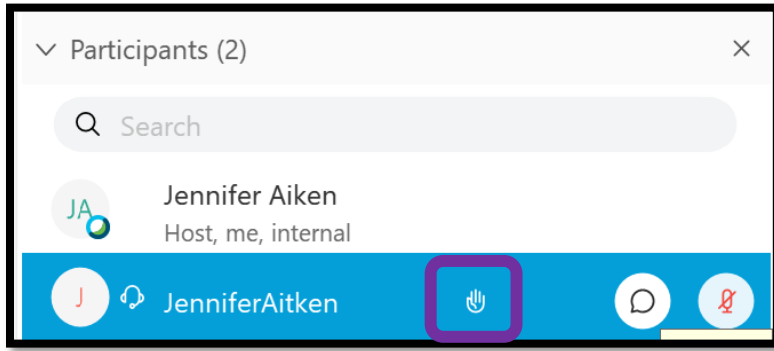 Participants (2)
Search
JA
Jennifer Aiken
Host, me, internal
J
JenniferAitken